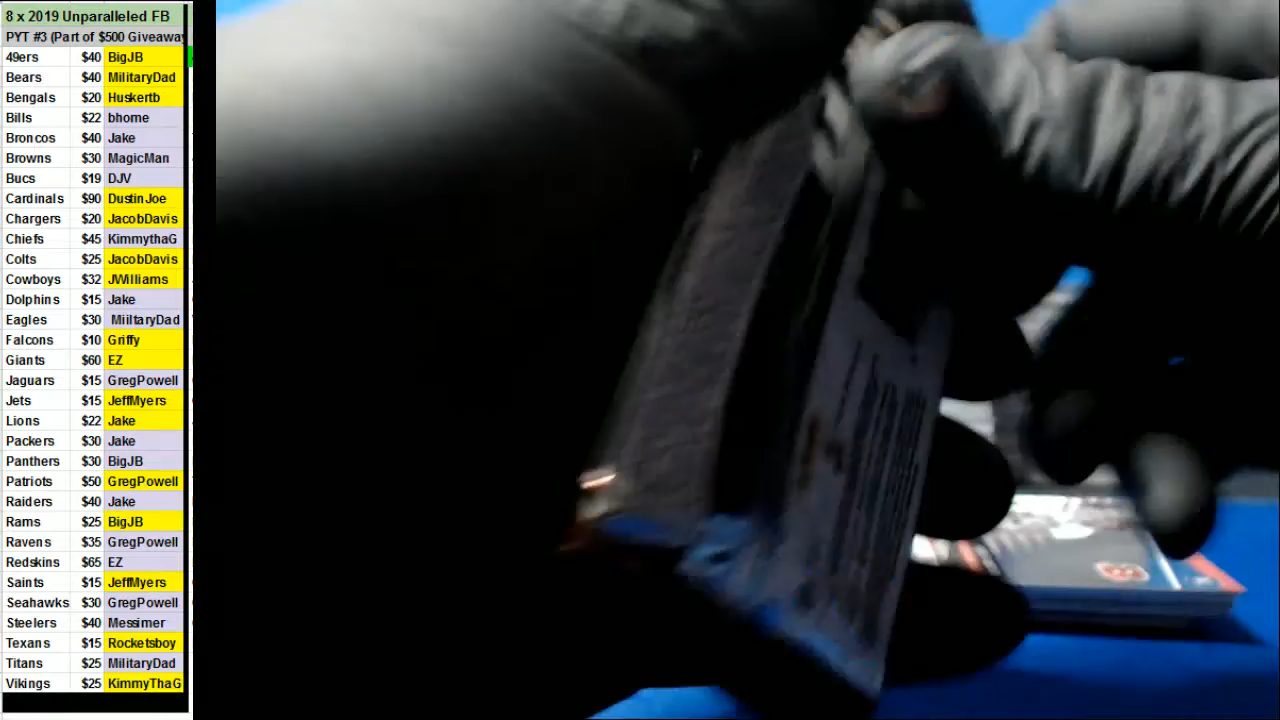 8 x 2019 Unparalleled FB
PYT #3 (Part of $500 Giveaway
49ers $40 BigJB
Bears $40 MilitaryDad
Bengals $20 Huskertb
Bills $22 bhorne
Broncos $40 Jake
Browns $30 MagicMan
Bucs $19 DJV
Cardinals $90 DustinJoe
Chargers $20 JacobDavis
Chiefs $45 KimmythaG
Colts $25 JacobDavis
Cowboys $32 JWilliams
Dolphins $15 Jake
Eagles $30 MiiltaryDad
Falcons $10 Griffy
Giants $60 EZ
Jaguars $15 GregPowell
Jets $15 JeffMyers
Lions $22 Jake
Packers $30 Jake
Panthers $30 BigJB
Patriots $50 GregPowell
Raiders $40 Jake
Rams $25 BigJB
Ravens $35 GregPowell
Redskins $65 EZ
Saints $15 JeffMyers
Seahawks $30 GregPowell
Steelers $40 Messimer
Texans $15 Rocketsboy
Titans $25 MilitaryDad
Vikings $25 KimmyThaG